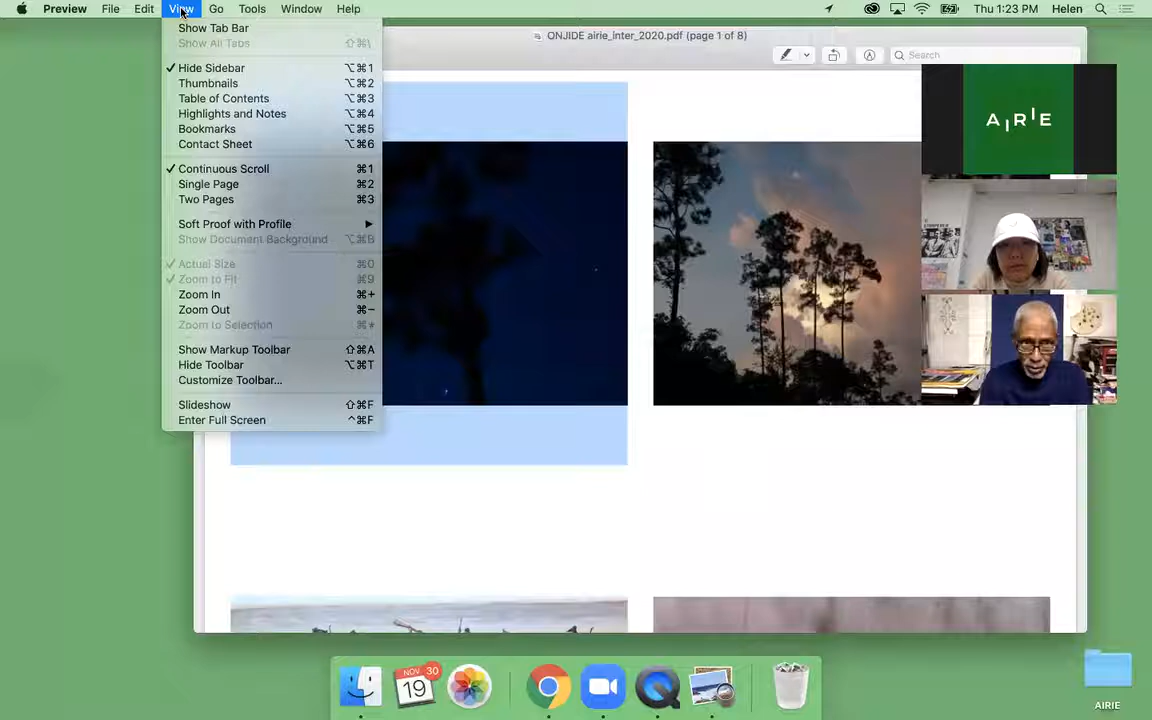 Preview File Edit View Go Tools Window Help Thu 1:23 PM Helen
Show Tab Bar
Show All Tabs ⇧⌘\
ONJIDE airie_inter_2020.pdf (page 1 of 8)
Search
✓ Hide Sidebar ⌥⌘1
Thumbnails ⌥⌘2
Table of Contents ⌥⌘3
Highlights and Notes ⌥⌘4
Bookmarks ⌥⌘5
Contact Sheet ⌥⌘6
✓ Continuous Scroll ⌘1
Single Page ⌘2
Two Pages ⌘3
Soft Proof with Profile ▶
Show Document Background ⌥⌘B
✓ Actual Size ⌘0
✓ Zoom to Fit ⌘9
Zoom In ⌘+
Zoom Out ⌘−
Zoom to Selection ⌘*
Show Markup Toolbar ⇧⌘A
Hide Toolbar ⌥⌘T
Customize Toolbar...
Slideshow ⇧⌘F
Enter Full Screen ^⌘F
AIRIE
NOV 30
19
AIRIE